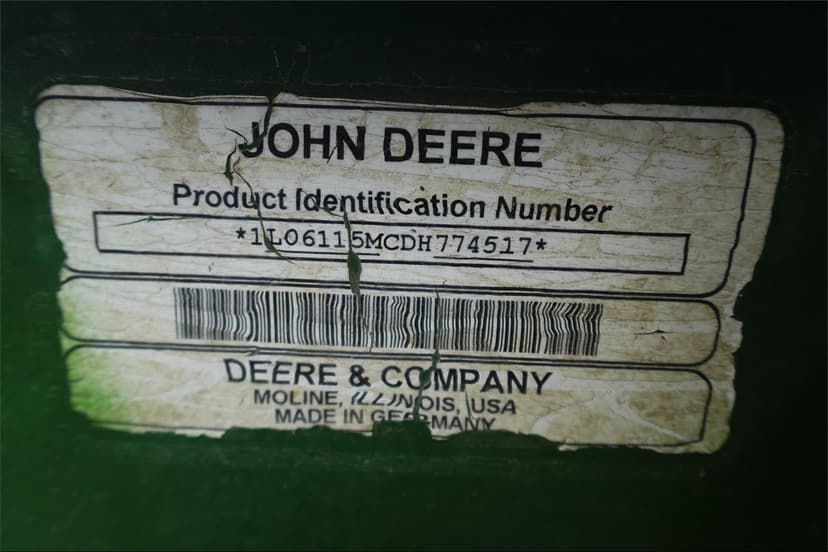 JOHN DEERE
Product Identification Number
*1L06115MCDH774517*
DEERE & COMPANY
MOLINE, ILLINOIS, USA
MADE IN GERMANY